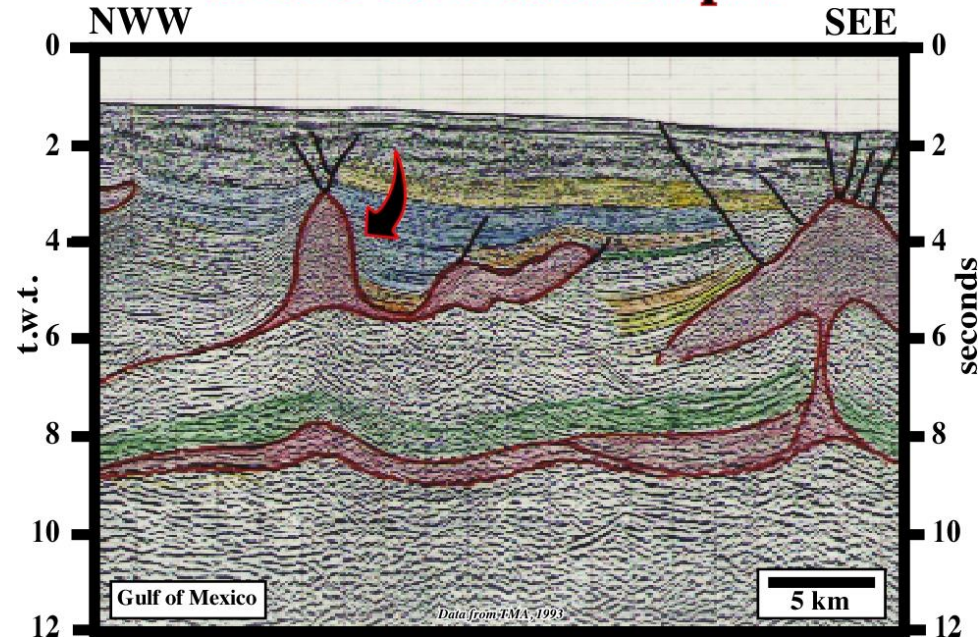 NWW SEE
0 0
2 2
4 4
6 6
8 8
10 10
12 12
t.w.t.
seconds
Gulf of Mexico
Data from TMA, 1993
5 km